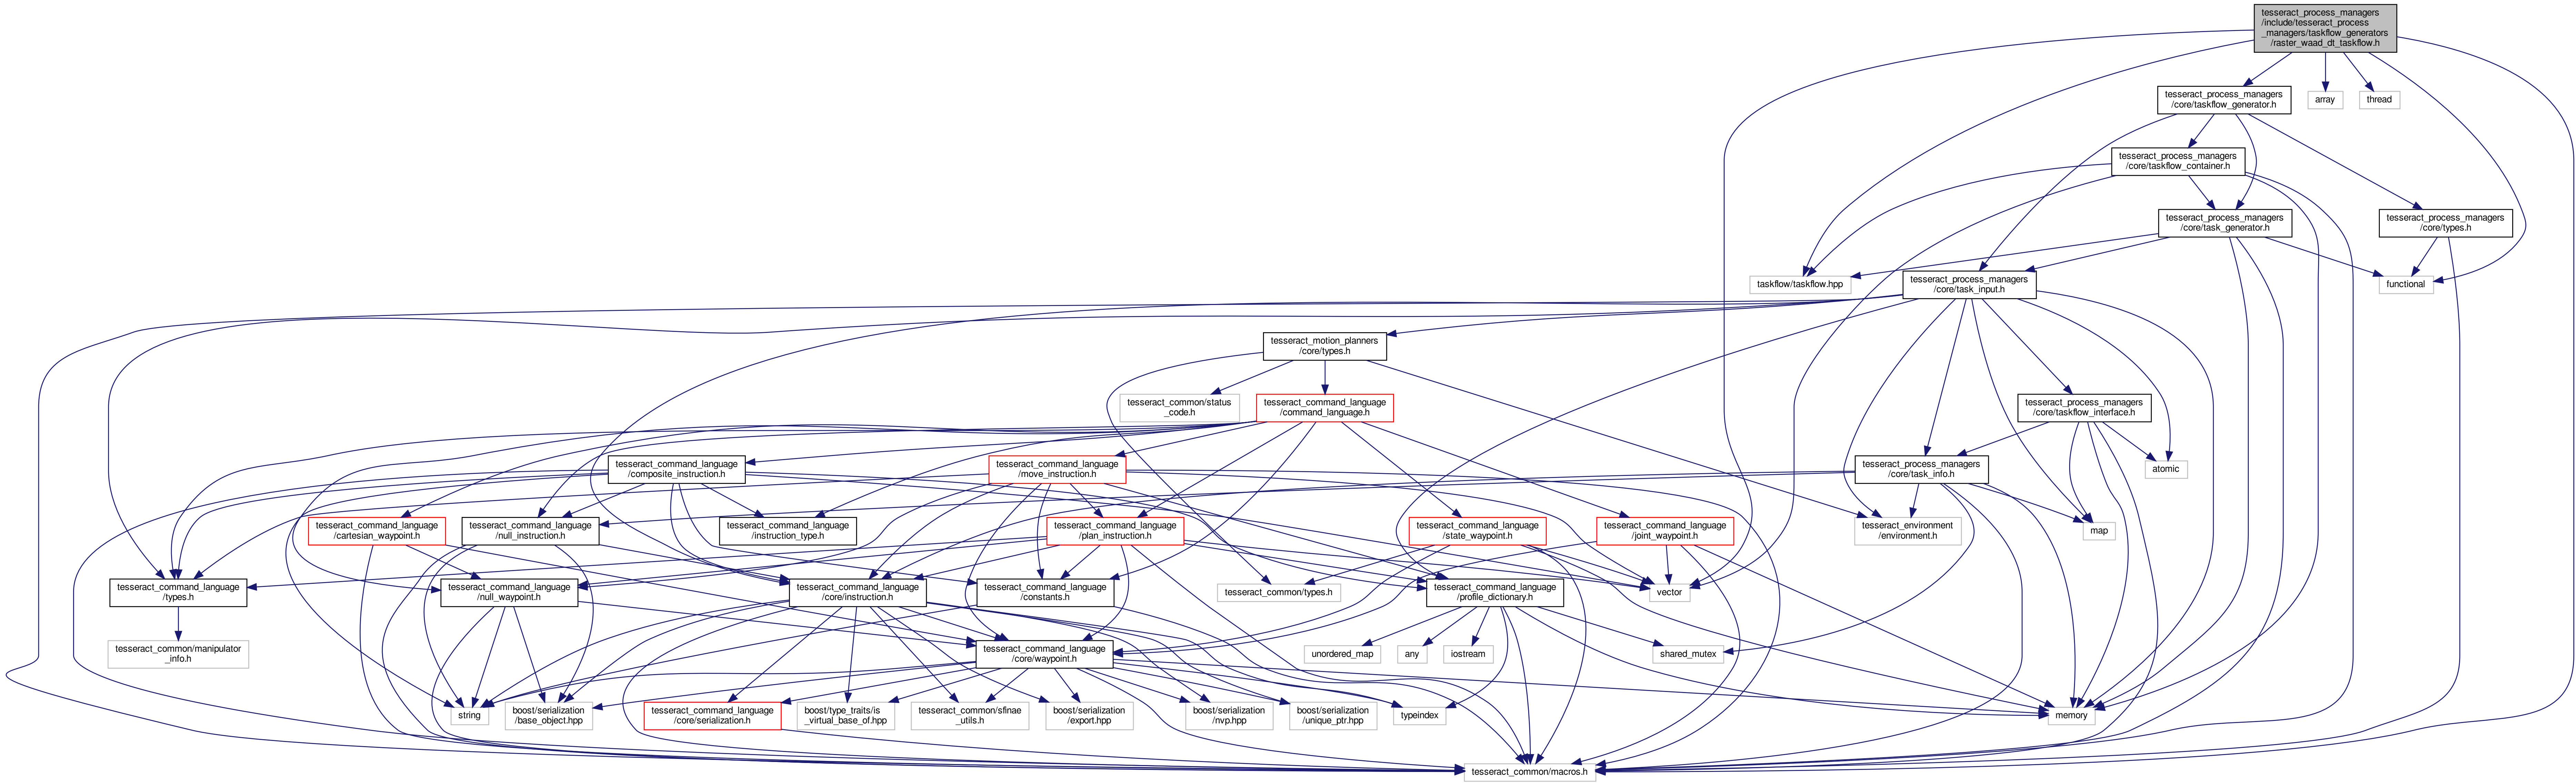 tesseract_process_managers
/include/tesseract_process
_managers/taskflow_generators
/raster_waad_dt_taskflow.h
tesseract_process_managers
/core/taskflow_generator.h
array
thread
tesseract_process_managers
/core/taskflow_container.h
tesseract_process_managers
/core/task_generator.h
tesseract_process_managers
/core/types.h
taskflow/taskflow.hpp
tesseract_process_managers
/core/task_input.h
functional
tesseract_motion_planners
/core/types.h
tesseract_common/status
_code.h
tesseract_command_language
/command_language.h
tesseract_process_managers
/core/taskflow_interface.h
tesseract_command_language
/composite_instruction.h
tesseract_command_language
/move_instruction.h
tesseract_process_managers
/core/task_info.h
atomic
tesseract_command_language
/cartesian_waypoint.h
tesseract_command_language
/null_instruction.h
tesseract_command_language
/instruction_type.h
tesseract_command_language
/plan_instruction.h
tesseract_command_language
/state_waypoint.h
tesseract_command_language
/joint_waypoint.h
tesseract_environment
/environment.h
map
tesseract_command_language
/types.h
tesseract_command_language
/null_waypoint.h
tesseract_command_language
/core/instruction.h
tesseract_command_language
/constants.h
tesseract_common/types.h
tesseract_command_language
/profile_dictionary.h
vector
tesseract_common/manipulator
_info.h
tesseract_command_language
/core/waypoint.h
unordered_map
any
iostream
shared_mutex
string
boost/serialization
/base_object.hpp
tesseract_command_language
/core/serialization.h
boost/type_traits/is
_virtual_base_of.hpp
tesseract_common/sfinae
_utils.h
boost/serialization
/export.hpp
boost/serialization
/nvp.hpp
boost/serialization
/unique_ptr.hpp
typeindex
memory
tesseract_common/macros.h